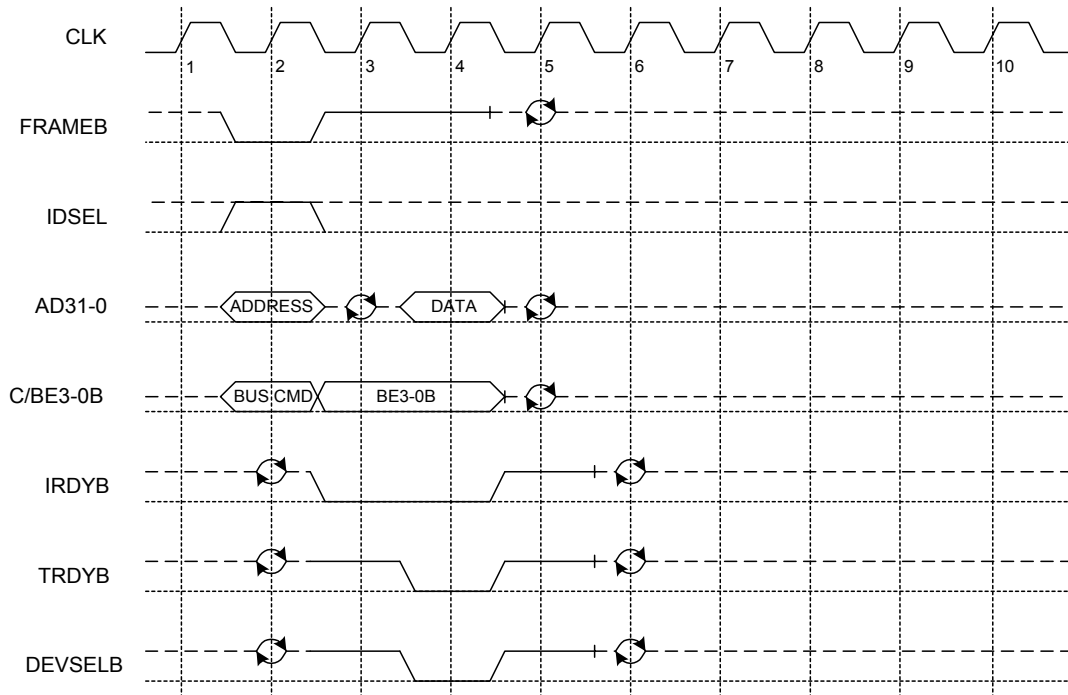 CLK
1 2 3 4 5 6 7 8 9 10
FRAMEB
IDSEL
AD31-0 ADDRESS DATA
C/BE3-0B BUS CMD BE3-0B
IRDYB
TRDYB
DEVSELB